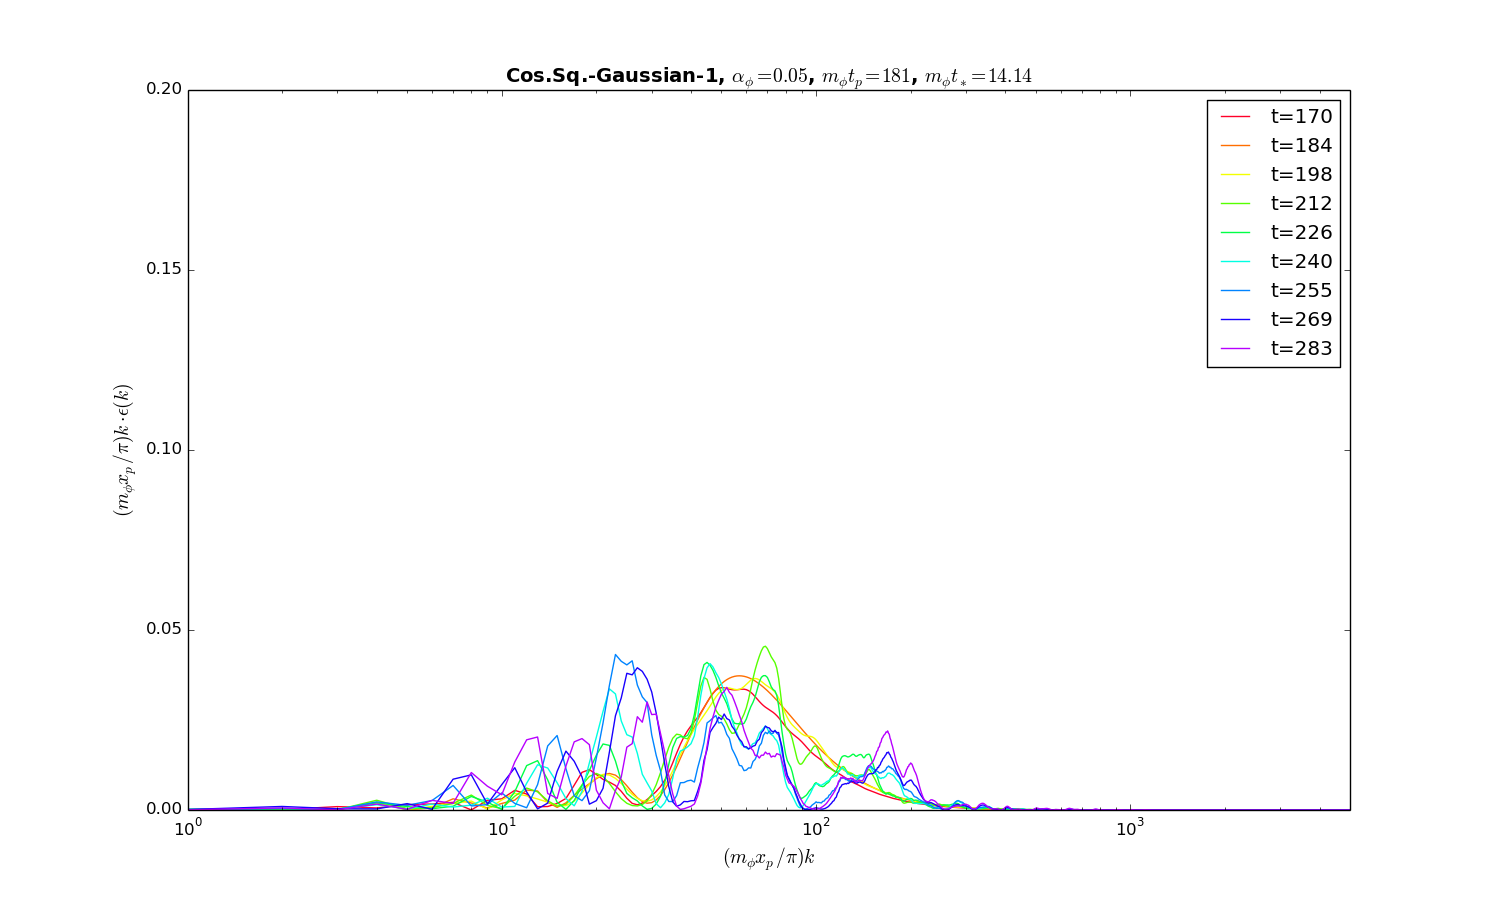 Cos.Sq.-Gaussian-1, α_ϕ=0.05, m_ϕt_p=181, m_ϕt_*=14.14
0.20
0.15
0.10
0.05
0.00
(m_ϕx_p/π)k·ϵ(k)
t=170
t=184
t=198
t=212
t=226
t=240
t=255
t=269
t=283
10^0 10^1 10^2 10^3
(m_ϕx_p/π)k